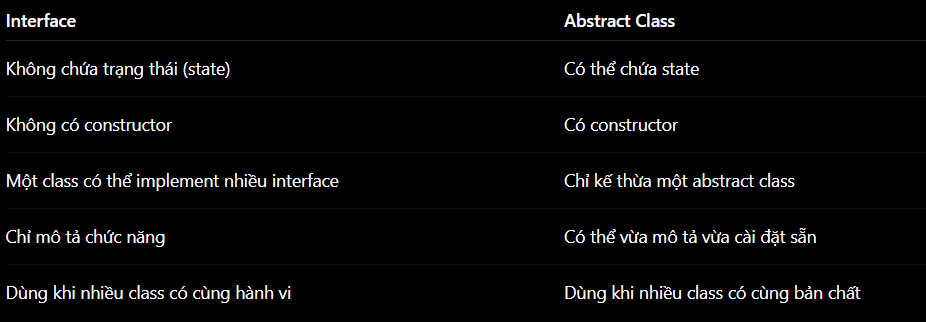 Interface Abstract Class
Không chứa trạng thái (state) Có thể chứa state
Không có constructor Có constructor
Một class có thể implement nhiều interface Chỉ kế thừa một abstract class
Chỉ mô tả chức năng Có thể vừa mô tả vừa cài đặt sẵn
Dùng khi nhiều class có cùng hành vi Dùng khi nhiều class có cùng bản chất